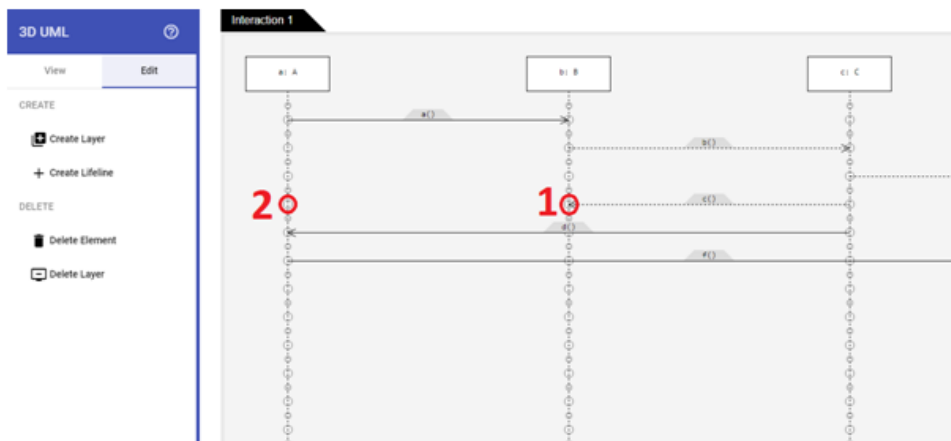 3D UML
View Edit
CREATE
Create Layer
Create Lifeline
DELETE
Delete Element
Delete Layer
Interaction 1
a: A
b: B
c: C
a()
b()
2
1
c()
d()
f()